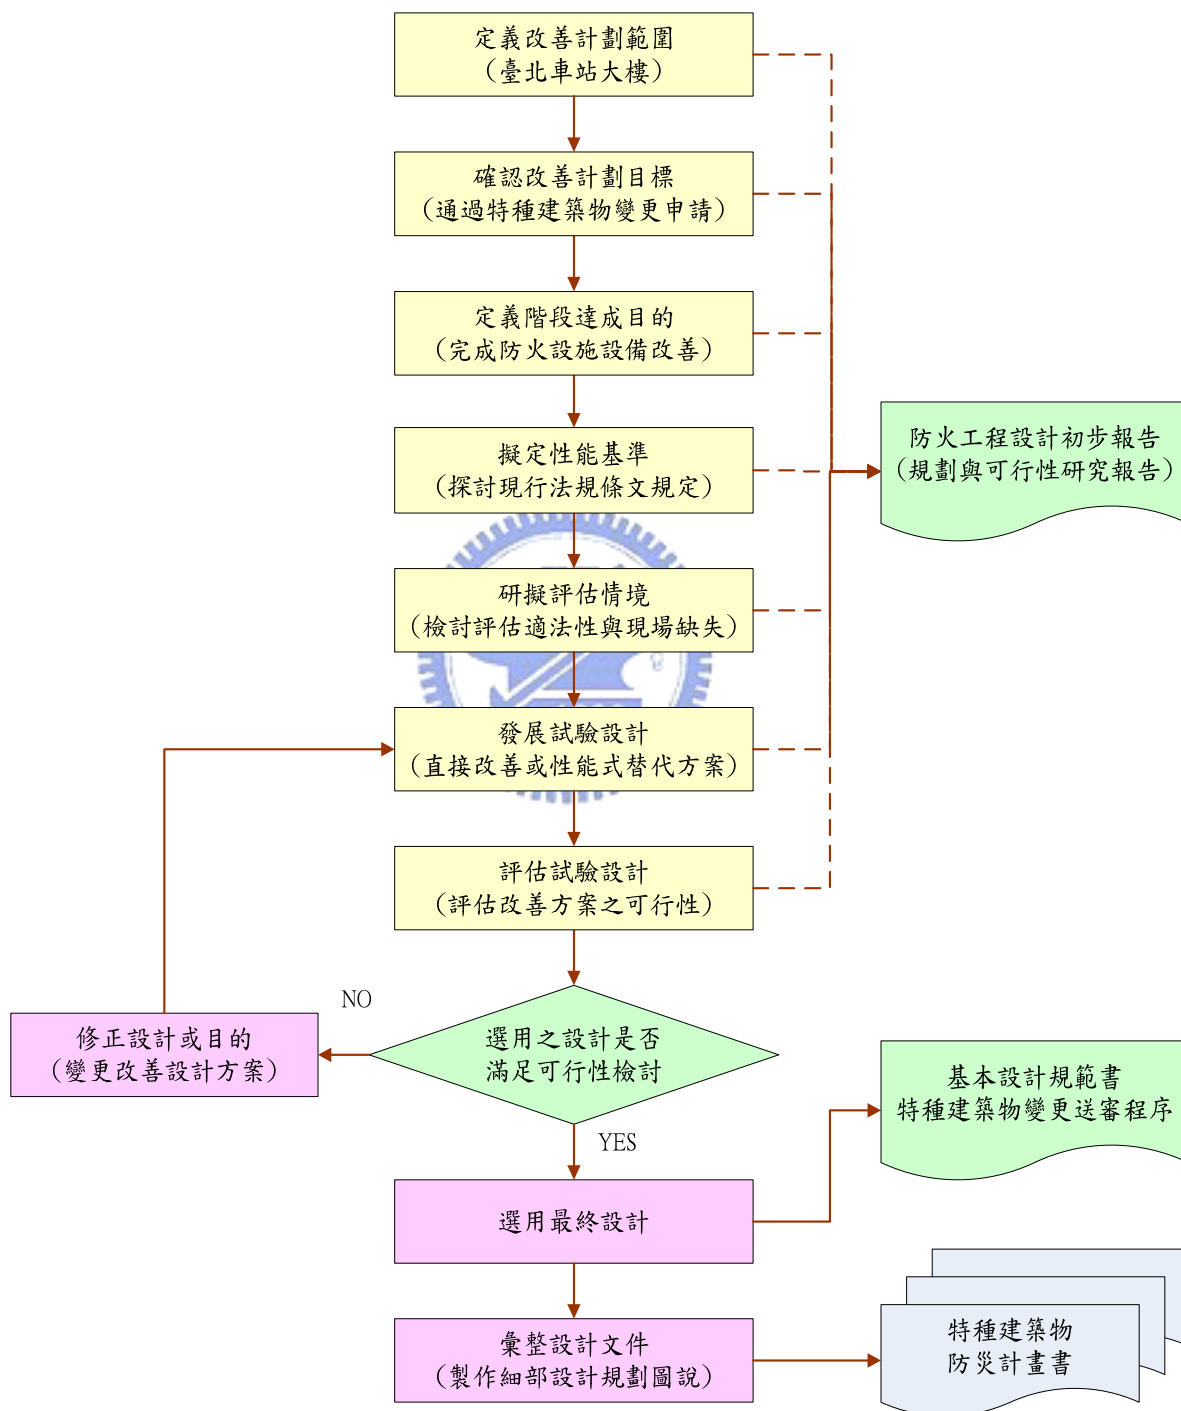 定義改善計劃範圍
（臺北車站大樓）
確認改善計劃目標
（通過特種建築物變更申請）
定義階段達成目的
（完成防火設施設備改善）
擬定性能基準
（探討現行法規條文規定）
防火工程設計初步報告
（規劃與可行性研究報告）
研擬評估情境
（檢討評估適法性與現場缺失）
發展試驗設計
（直接改善或性能式替代方案）
評估試驗設計
（評估改善方案之可行性）
NO
選用之設計是否
滿足可行性檢討
修正設計或目的
（變更改善設計方案）
YES
基本設計規範書
特種建築物變更送審程序
選用最終設計
彙整設計文件
（製作細部設計規劃圖說）
特種建築物
防災計畫書